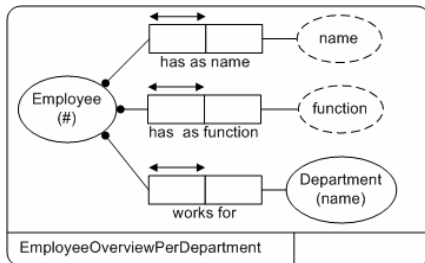 name
has as name
Employee
(#)
function
has as function
Department
(name)
works for
EmployeeOverviewPerDepartment